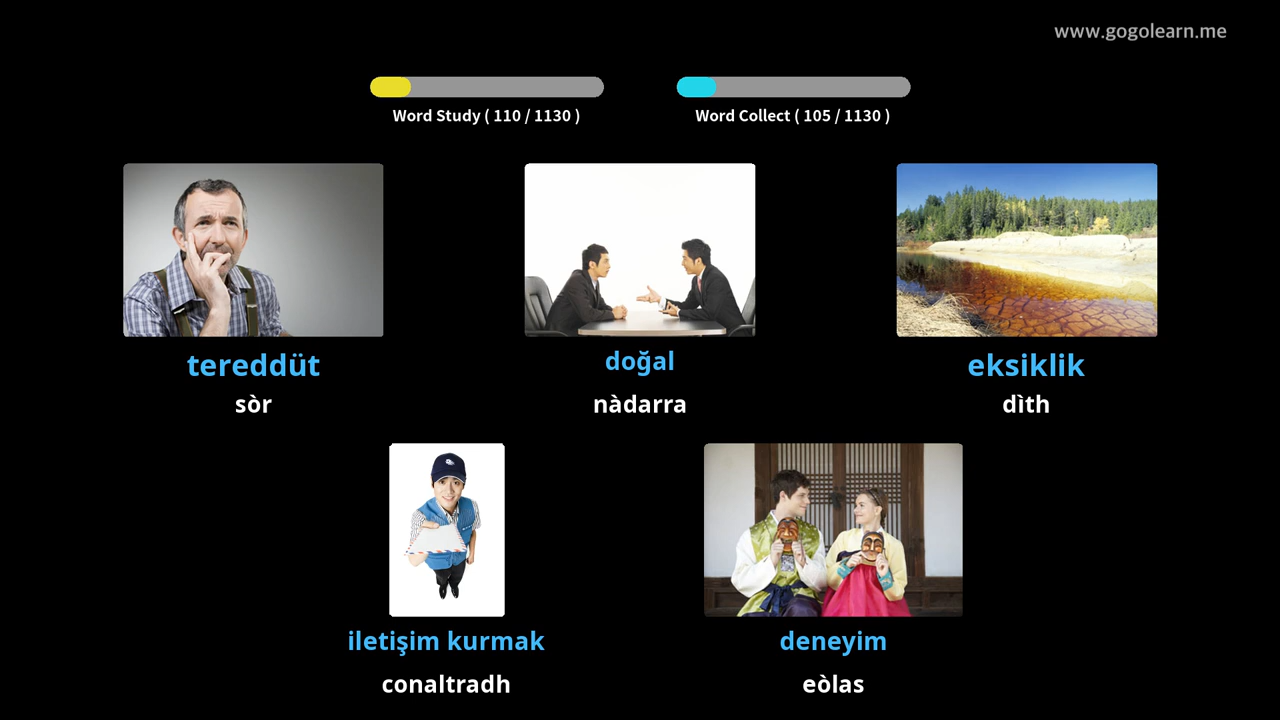 www.gogolearn.me
Word Study ( 110 / 1130 )
Word Collect ( 105 / 1130 )
tereddüt
sòr
doğal
nàdarra
eksiklik
dìth
iletişim kurmak
conaltradh
deneyim
eòlas